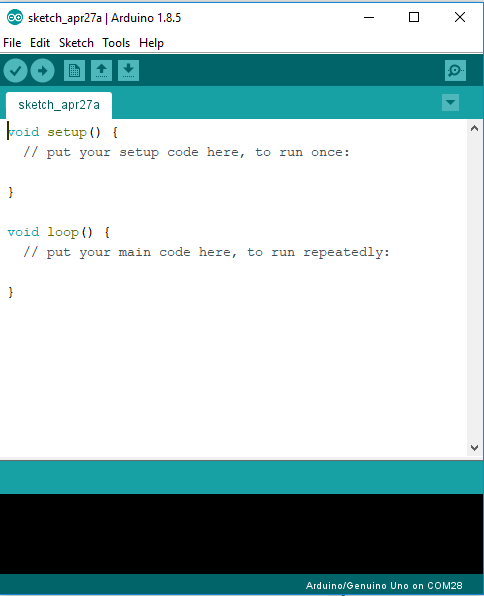 sketch_apr27a | Arduino 1.8.5
File Edit Sketch Tools Help
sketch_apr27a
void setup() {
  // put your setup code here, to run once:
}
void loop() {
  // put your main code here, to run repeatedly:
}
Arduino/Genuino Uno on COM28